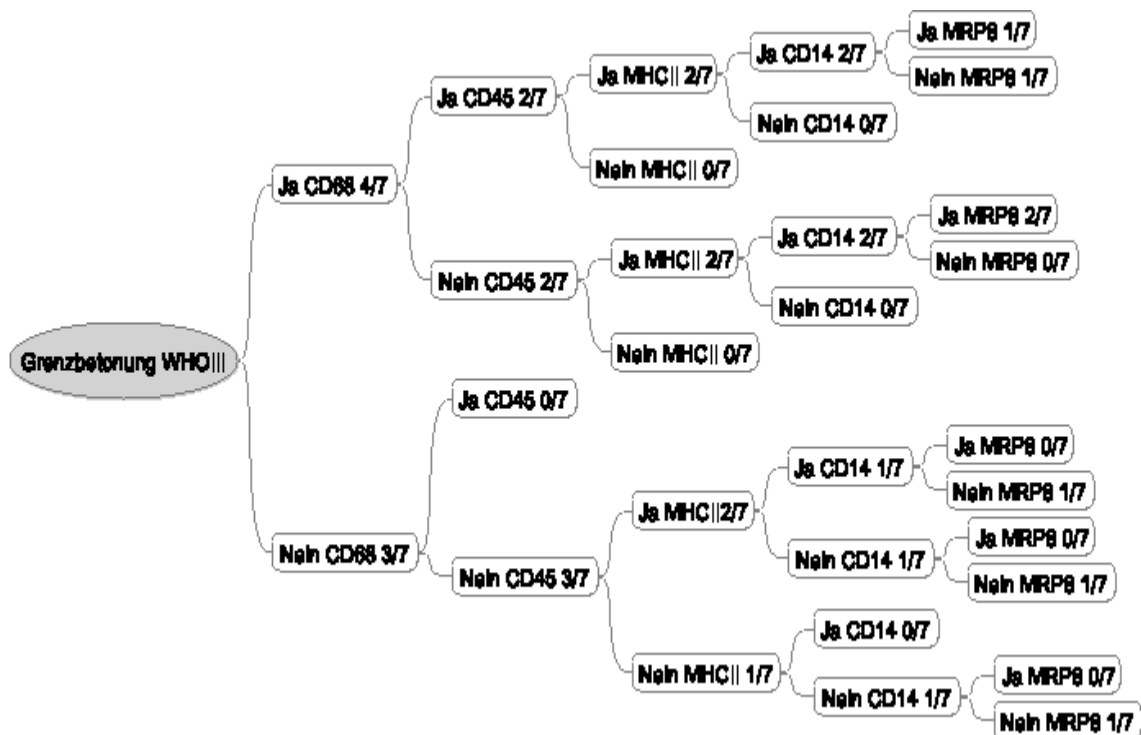 Grenzbetonung WHO|||
Ja CD68 4/7
Ja CD45 2/7
Ja MHC|| 2/7
Ja CD14 2/7
Ja MRP8 1/7
Nein MRP8 1/7
Nein CD14 0/7
Nein MHC|| 0/7
Nein CD45 2/7
Ja MHC|| 2/7
Ja CD14 2/7
Ja MRP8 2/7
Nein MRP8 0/7
Nein CD14 0/7
Nein MHC|| 0/7
Nein CD68 3/7
Ja CD45 0/7
Nein CD45 3/7
Ja MHC||2/7
Ja CD14 1/7
Ja MRP8 0/7
Nein MRP8 1/7
Nein CD14 1/7
Ja MRP8 0/7
Nein MRP8 1/7
Nein MHC|| 1/7
Ja CD14 0/7
Nein CD14 1/7
Ja MRP8 0/7
Nein MRP8 1/7